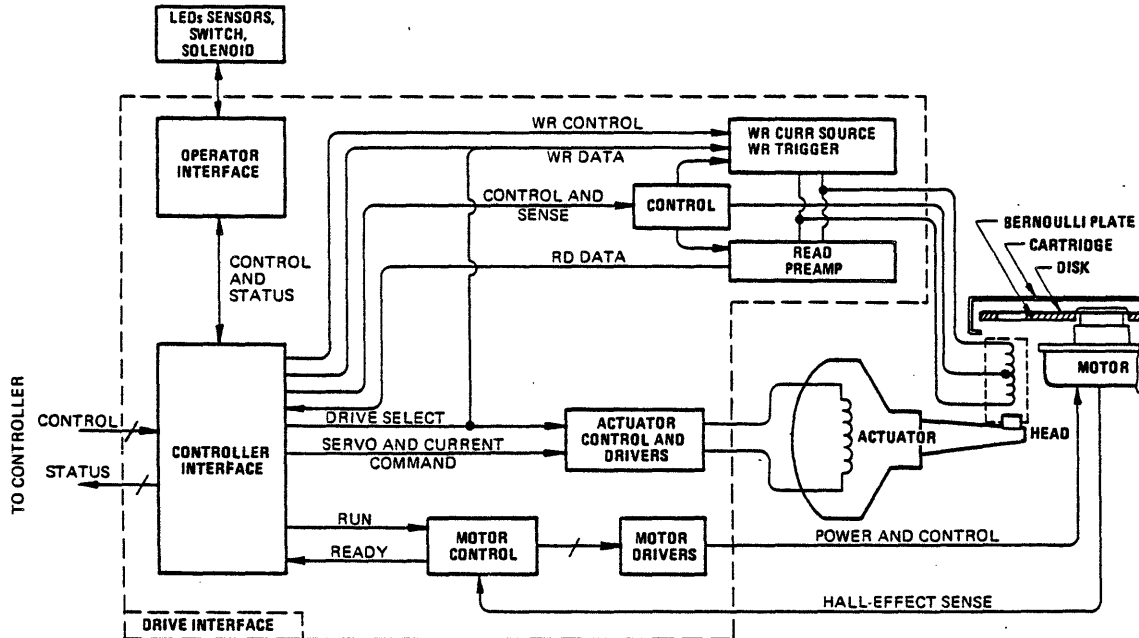 LEDs SENSORS,
SWITCH,
SOLENOID
OPERATOR
INTERFACE
CONTROL
AND
STATUS
WR CONTROL
WR DATA
CONTROL AND
SENSE
RD DATA
WR CURR SOURCE
WR TRIGGER
CONTROL
READ
PREAMP
BERNOULLI PLATE
CARTRIDGE
DISK
MOTOR
HEAD
TO CONTROLLER
CONTROL
STATUS
CONTROLLER
INTERFACE
DRIVE SELECT
SERVO AND CURRENT
COMMAND
ACTUATOR
CONTROL AND
DRIVERS
ACTUATOR
RUN
READY
MOTOR
CONTROL
MOTOR
DRIVERS
POWER AND CONTROL
HALL-EFFECT SENSE
DRIVE INTERFACE